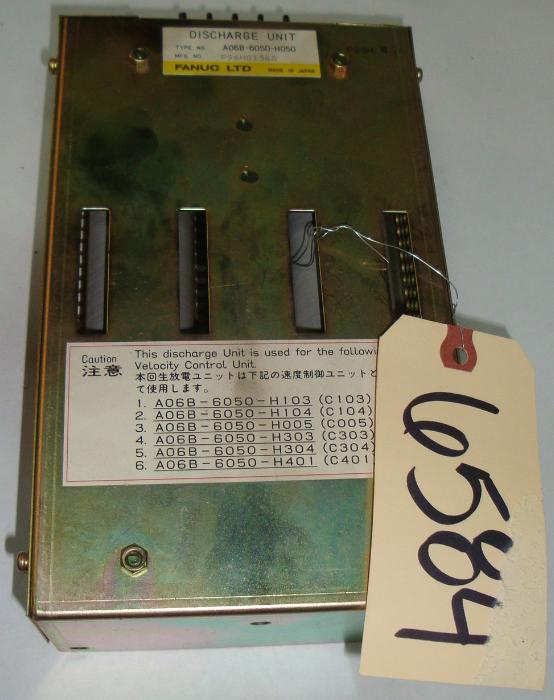 DISCHARGE UNIT
TYPE NO. A06B-6050-H050
MFG NO.
FANUC LTD MADE IN JAPAN
Caution
注意
This discharge Unit is used for the followi
Velocity Control Unit.
本回生放電ユニットは下記の速度制御ユニットと
て使用します。
1. A06B-6050-H103 (C103)
2. A06B-6050-H104 (C104)
3. A06B-6050-H005 (C005)
4. A06B-6050-H303 (C303)
5. A06B-6050-H304 (C304)
6. A06B-6050-H401 (C401)
6584